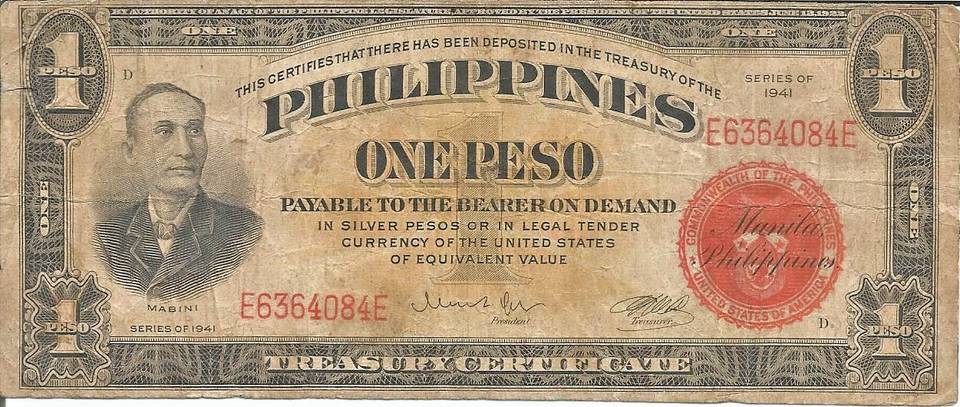 ONE
ONE
1
PESO
1
PESO
D
THIS CERTIFIES THAT THERE HAS BEEN DEPOSITED IN THE TREASURY OF THE
SERIES OF
1941
PHILIPPINES
E6364084E
1
ONE PESO
ONE
ONE
PAYABLE TO THE BEARER ON DEMAND
IN SILVER PESOS OR IN LEGAL TENDER
CURRENCY OF THE UNITED STATES
OF EQUIVALENT VALUE
COMMONWEALTH OF THE PHILIPPINES
Manila,
Philippines
UNITED STATES OF AMERICA
MABINI
SERIES OF 1941
E6364084E
President
Treasurer
D
1
PESO
1
PESO
TREASURY CERTIFICATE